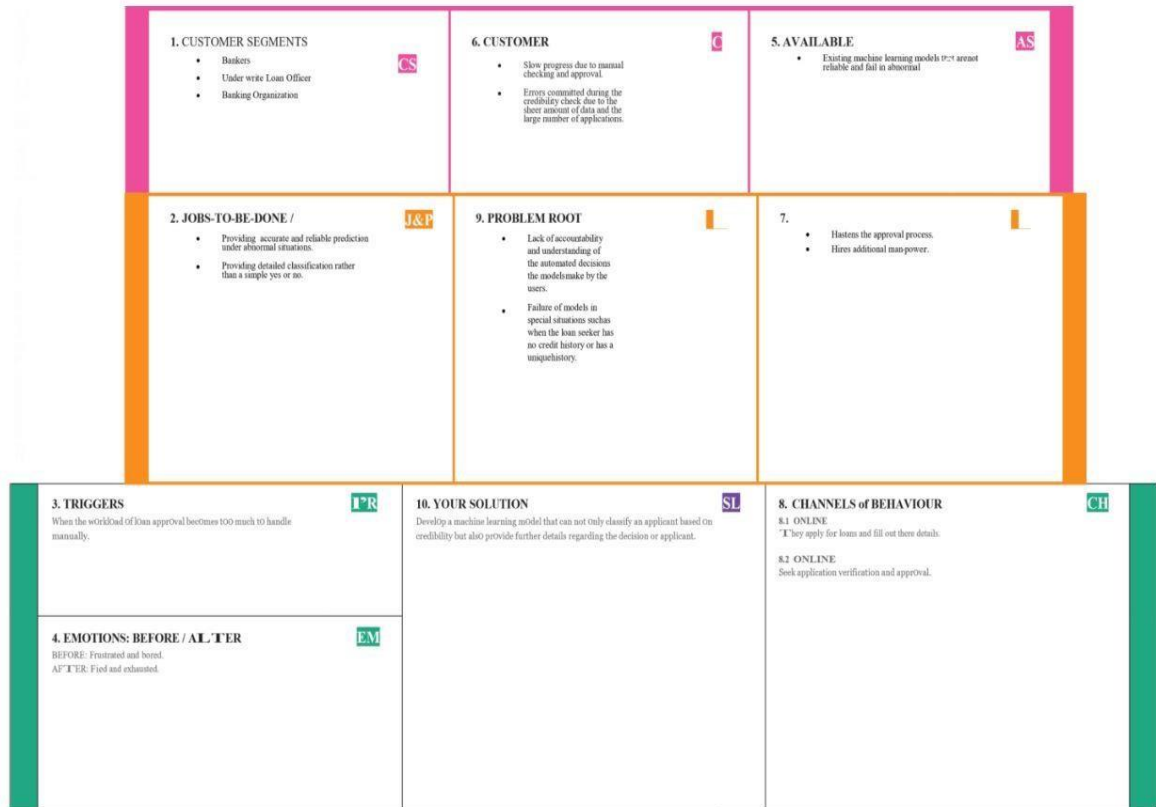 1. CUSTOMER SEGMENTS
CS
• Bankers
• Under write Loan Officer
• Banking Organization
6. CUSTOMER
C
• Slow progress due to manual
checking and approval.
• Errors committed during the
credibility check due to the
sheer amount of data and the
large number of applications.
5. AVAILABLE
AS
• Existing machine learning models arenot
reliable and fail in abnormal
2. JOBS-TO-BE-DONE /
J&P
• Providing accurate and reliable prediction
under abnormal situations.
• Providing detailed classification rather
than a simple yes or no.
9. PROBLEM ROOT
• Lack of accountability
and understanding of
the automated decisions
the modelsmake by the
users.
• Failure of models in
special situations suchas
when the loan seeker has
no credit history or has a
uniquehistory.
7.
• Hastens the approval process.
• Hires additional man-power.
3. TRIGGERS
When the workload of loan approval becomes too much to handle
manually.
4. EMOTIONS: BEFORE / ALTER
EM
BEFORE: Frustrated and bored.
AFTER: Fied and exhausted.
10. YOUR SOLUTION
SL
Develop a machine learning model that can not only classify an applicant based on
credibility but also provide further details regarding the decision or applicant.
8. CHANNELS of BEHAVIOUR
CH
8.1 ONLINE
They apply for loans and fill out there details.
8.2 ONLINE
Seek application verification and approval.